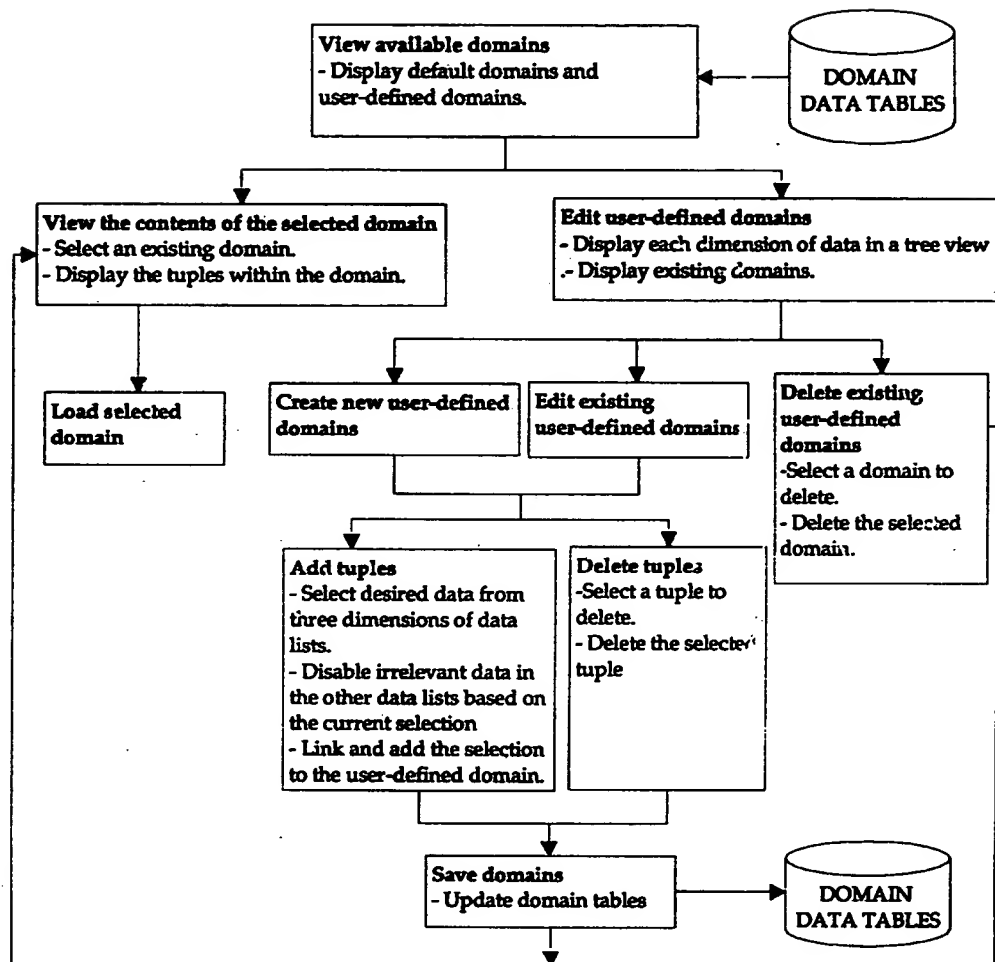 View available domains
- Display default domains and
user-defined domains.
DOMAIN
DATA TABLES
View the contents of the selected domain
- Select an existing domain.
- Display the tuples within the domain.
Edit user-defined domains
- Display each dimension of data in a tree view
- Display existing domains.
Load selected
domain
Create new user-defined
domains
Edit existing
user-defined domains
Delete existing
user-defined
domains
-Select a domain to
delete.
- Delete the selected
domain.
Add tuples
- Select desired data from
three dimensions of data
lists.
- Disable irrelevant data in
the other data lists based on
the current selection
- Link and add the selection
to the user-defined domain.
Delete tuples
-Select a tuple to
delete.
- Delete the selected
tuple
Save domains
- Update domain tables
DOMAIN
DATA TABLES